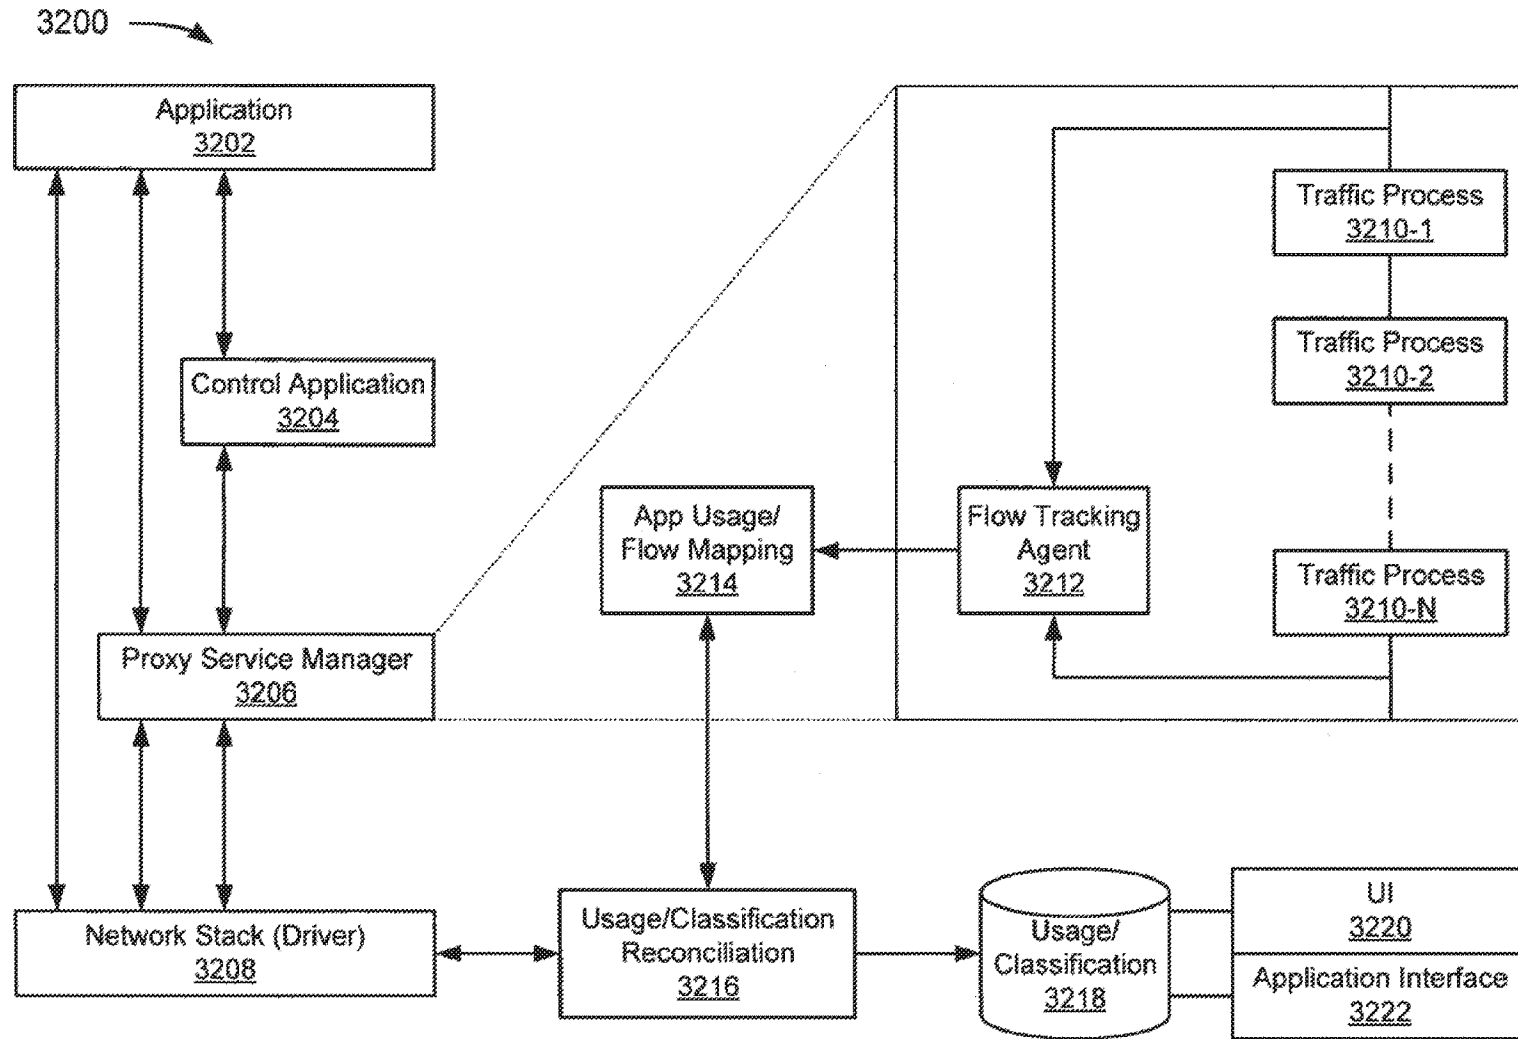 3200
Application
3202
Control Application
3204
Proxy Service Manager
3206
Network Stack (Driver)
3208
Traffic Process
3210-1
Traffic Process
3210-2
Traffic Process
3210-N
Flow Tracking
Agent
3212
App Usage/
Flow Mapping
3214
Usage/Classification
Reconciliation
3216
Usage/
Classification
3218
UI
3220
Application Interface
3222